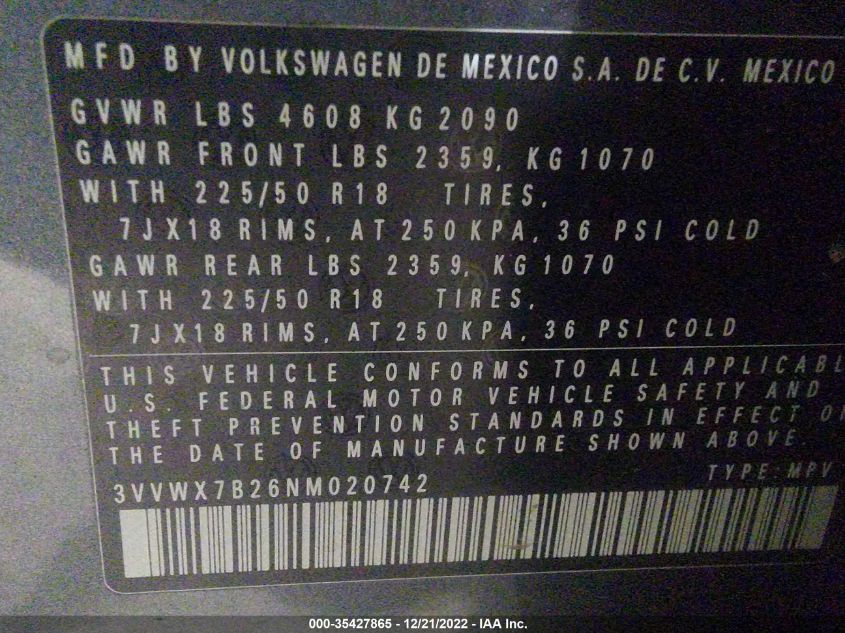 MFD BY VOLKSWAGEN DE MEXICO S.A. DE C.V. MEXICO
GVWR LBS 4608 KG 2090
GAWR FRONT LBS 2359, KG 1070
WITH 225/50 R18 TIRES,
7JX18 RIMS, AT 250 KPA, 36 PSI COLD
GAWR REAR LBS 2359, KG 1070
WITH 225/50 R18 TIRES,
7JX18 RIMS, AT 250 KPA, 36 PSI COLD
THIS VEHICLE CONFORMS TO ALL APPLICABL
U.S. FEDERAL MOTOR VEHICLE SAFETY AND
THEFT PREVENTION STANDARDS IN EFFECT O
THE DATE OF MANUFACTURE SHOWN ABOVE.
TYPE: MPV
3VVWX7B26NM020742
000-35427865 - 12/21/2022 - IAA Inc.